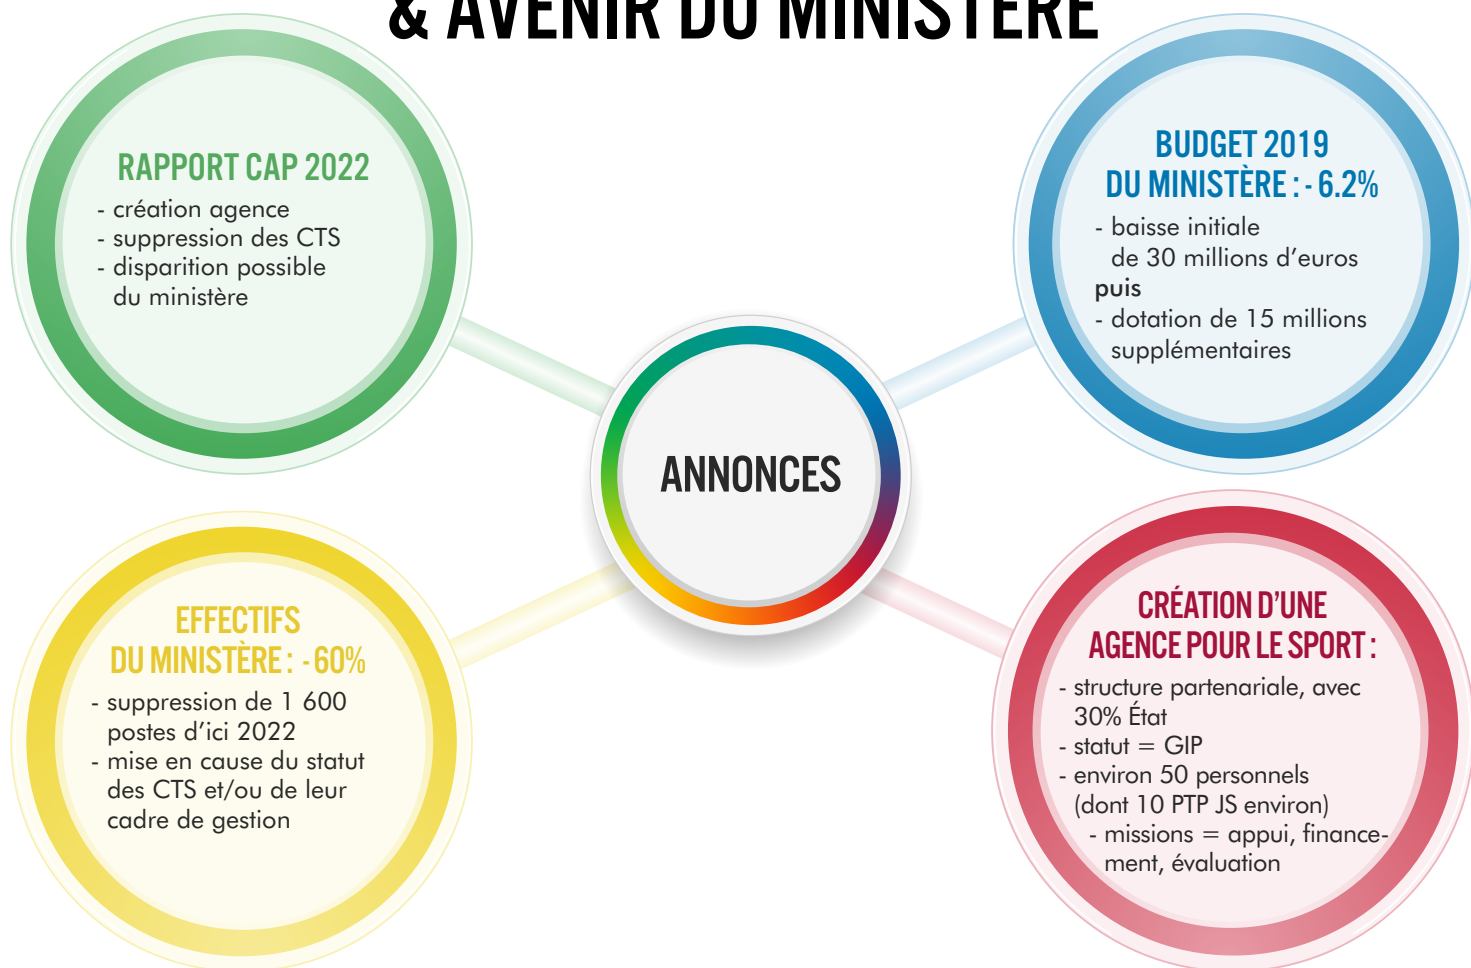 & AVENIR DU MINISTÈRE
RAPPORT CAP 2022
- création agence
- suppression des CTS
- disparition possible
du ministère
BUDGET 2019
DU MINISTÈRE : - 6.2%
- baisse initiale
de 30 millions d’euros
puis
- dotation de 15 millions
supplémentaires
ANNONCES
EFFECTIFS
DU MINISTÈRE : - 60%
- suppression de 1 600
postes d’ici 2022
- mise en cause du statut
des CTS et/ou de leur
cadre de gestion
CRÉATION D’UNE
AGENCE POUR LE SPORT :
- structure partenariale, avec
30% État
- statut = GIP
- environ 50 personnels
(dont 10 PTP JS environ)
- missions = appui, finance-
ment, évaluation